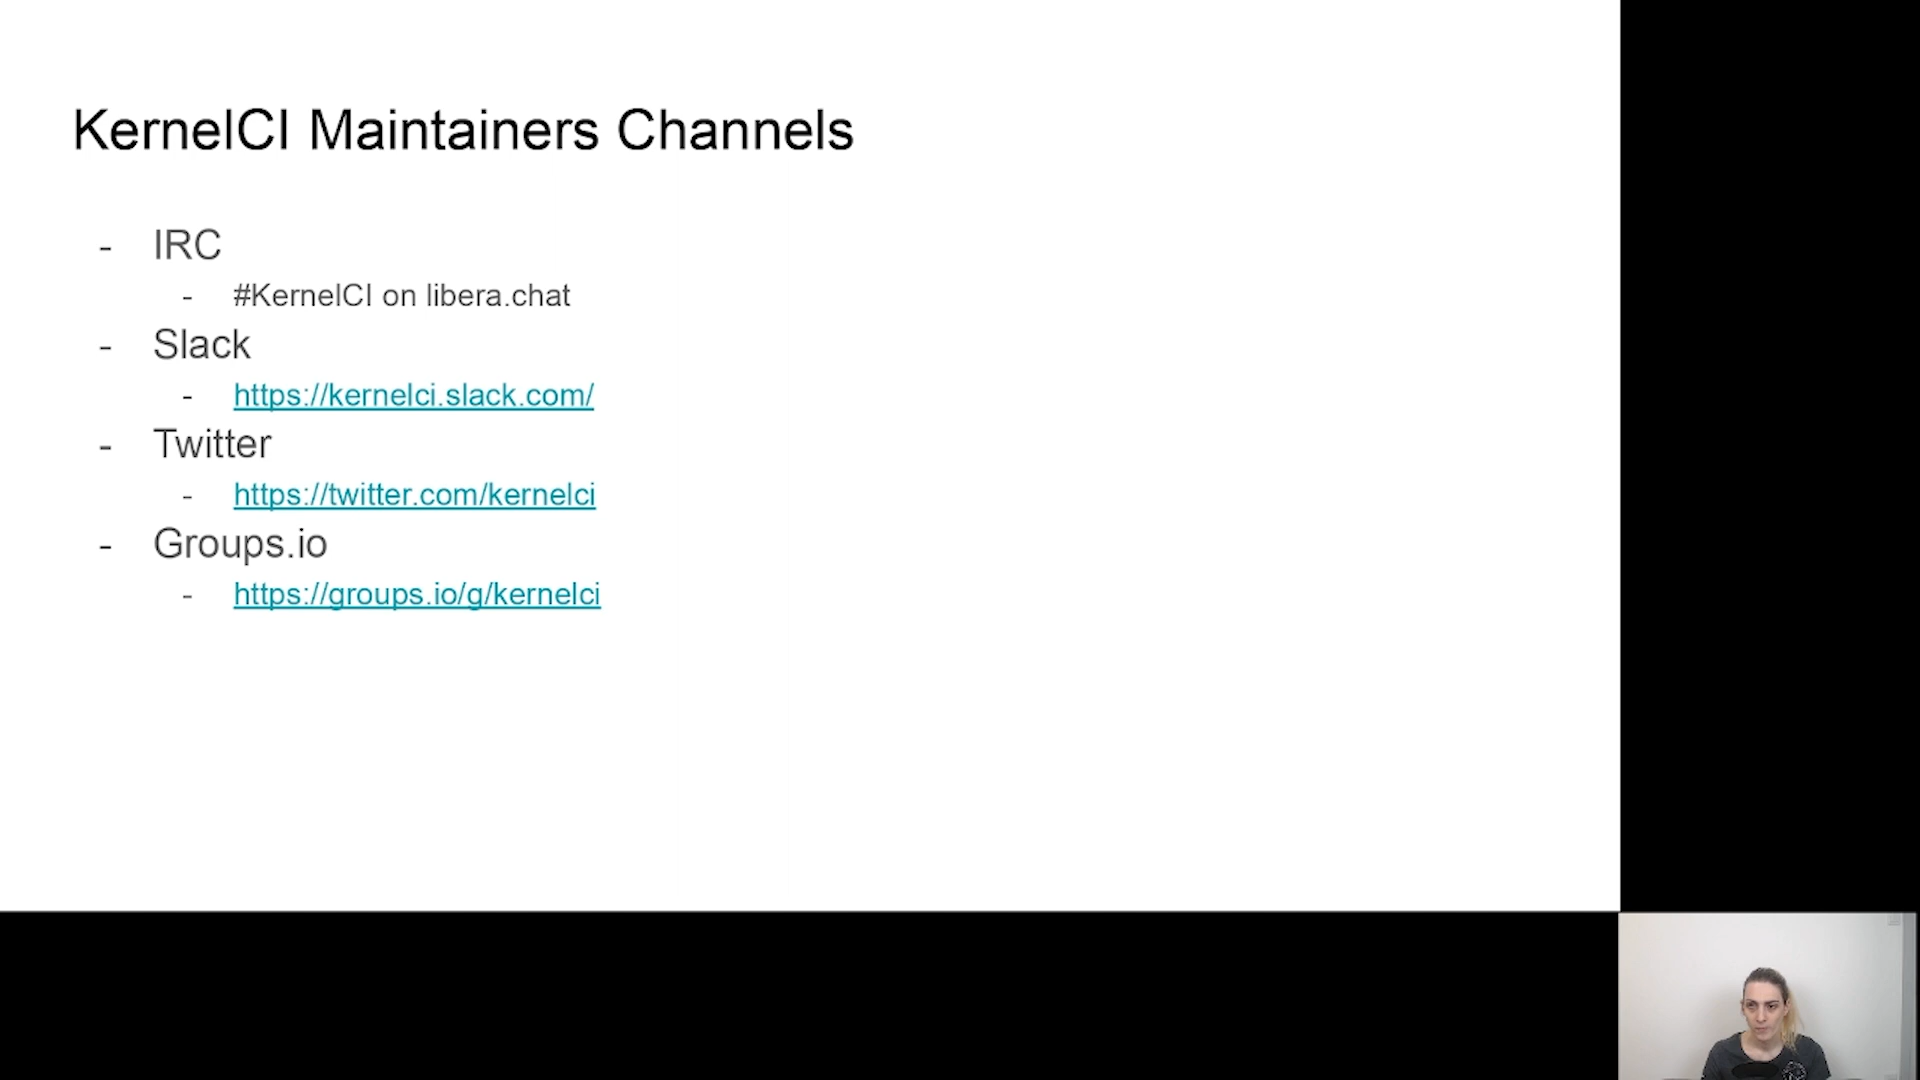 KernelCI Maintainers Channels
- IRC
- #KernelCI on libera.chat
- Slack
- https://kernelci.slack.com/
- Twitter
- https://twitter.com/kernelci
- Groups.io
- https://groups.io/g/kernelci